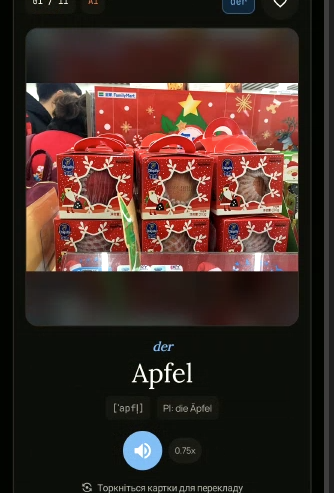 01 / 11
A1
der
FamilyMart
der
Apfel
[ˈapfl̩]
Pl: die Äpfel
0.75x
Торкніться картки для перекладу